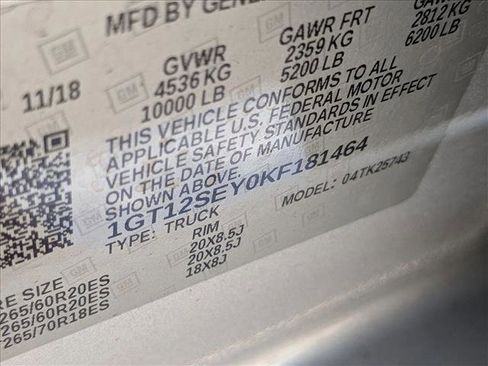 MFD BY GENER
11/18
GVWR
4536 KG
10000 LB
GAWR FRT
2359 KG
5200 LB
2812 KG
6200 LB
THIS VEHICLE CONFORMS TO ALL
APPLICABLE U.S. FEDERAL MOTOR
VEHICLE SAFETY STANDARDS IN EFFECT
ON THE DATE OF MANUFACTURE
SHOWN ABOVE.
1GT12SEY0KF181464
TYPE: TRUCK
MODEL: 04TK25743
RE SIZE
RIM
265/60R20ES
20X8.5J
265/60R20ES
20X8.5J
265/70R18ES
18X8J